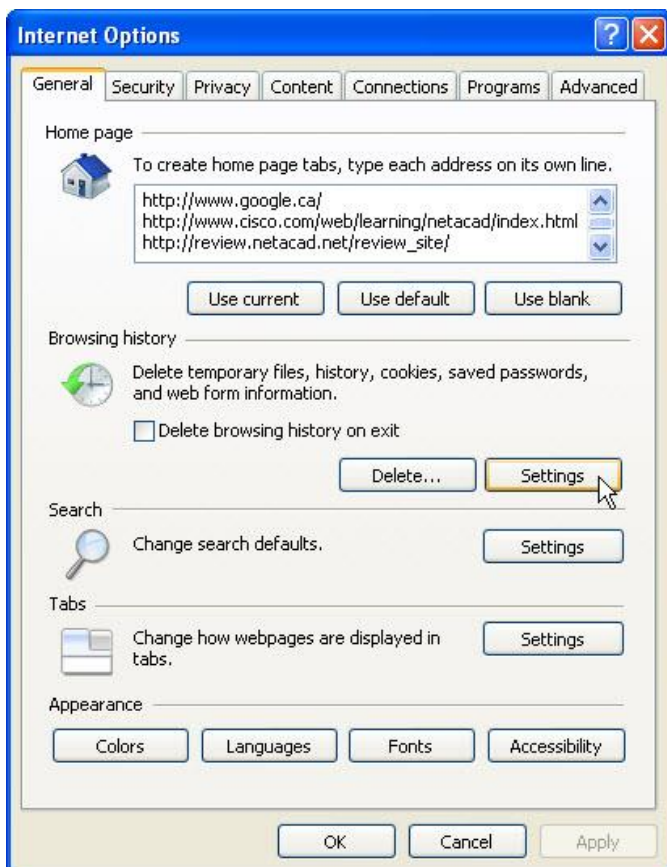 Internet Options
General Security Privacy Content Connections Programs Advanced
Home page
To create home page tabs, type each address on its own line.
http://www.google.ca/
http://www.cisco.com/web/learning/netacad/index.html
http://review.netacad.net/review_site/
Use current Use default Use blank
Browsing history
Delete temporary files, history, cookies, saved passwords,
and web form information.
Delete browsing history on exit
Delete... Settings
Search
Change search defaults. Settings
Tabs
Change how webpages are displayed in
tabs.
Settings
Appearance
Colors Languages Fonts Accessibility
OK Cancel Apply